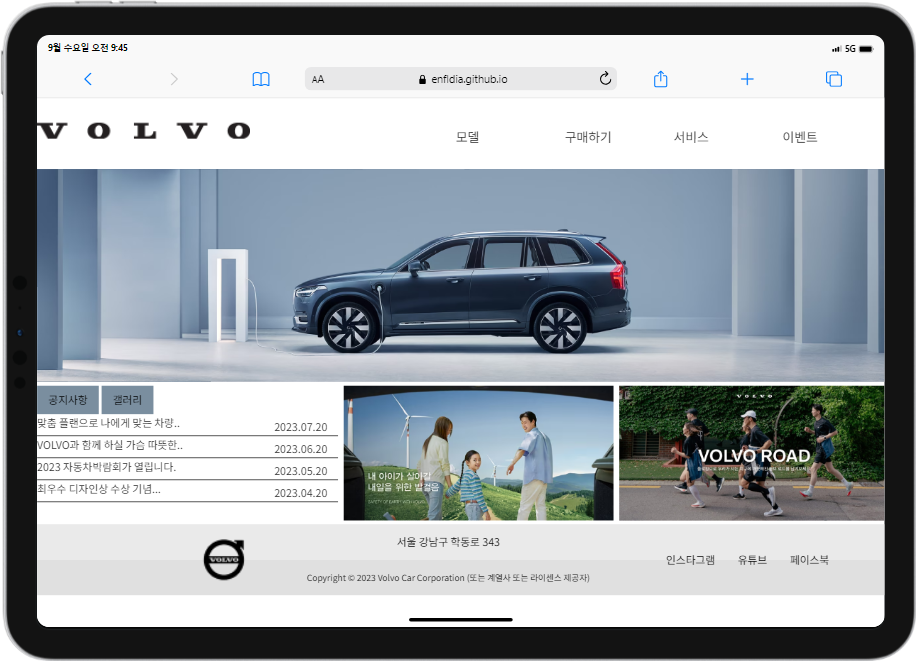 9월 수요일 오전 9:45
5G
AA
enfidia.github.io
VOLVO
모델
구매하기
서비스
이벤트
공지사항
갤러리
맞춤 플랜으로 나에게 맞는 차량..
2023.07.20
VOLVO과 함께 하실 가슴 따뜻한..
2023.06.20
2023 자동차박람회가 열립니다.
2023.05.20
최우수 디자인상 수상 기념...
2023.04.20
내 아이가 살아갈
내일을 위한 발걸음
VOLVO
VOLVO ROAD
VOLVO
서울 강남구 학동로 343
Copyright © 2023 Volvo Car Corporation (또는 계열사 또는 라이센스 제공자)
인스타그램
유튜브
페이스북